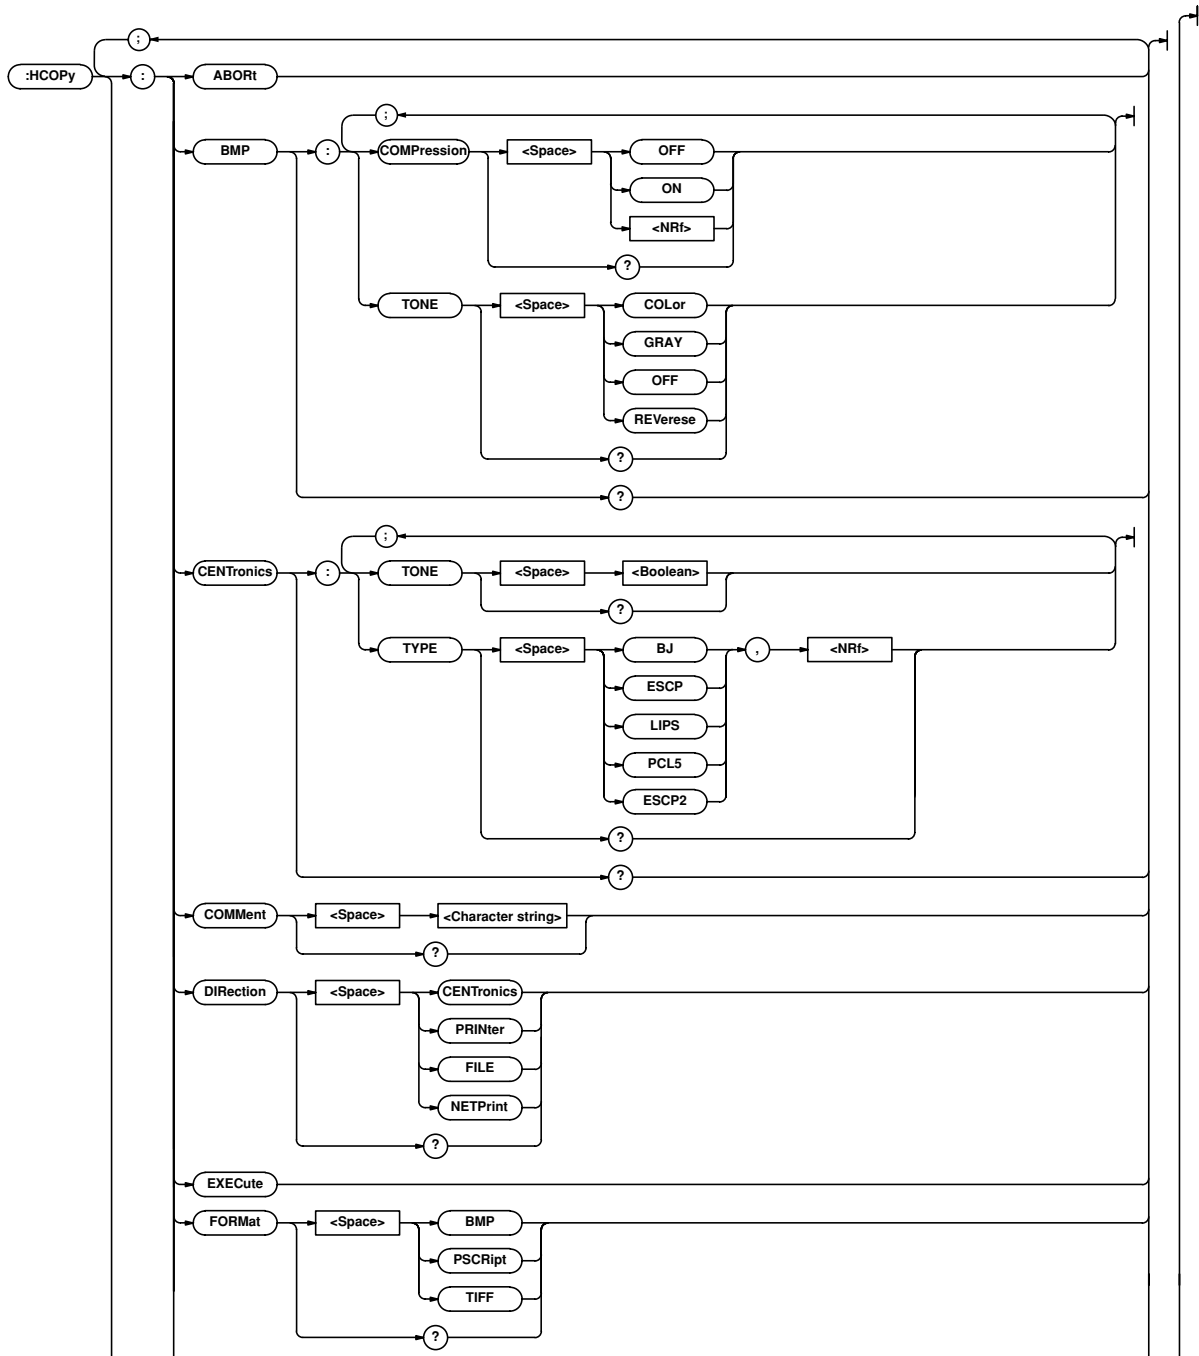 ;
:HCOPy : ABORt
;
BMP : COMPression <Space> OFF
ON
<NRf>
?
TONE <Space> COLor
GRAY
OFF
REVerese
?
?
;
CENTronics : TONE <Space> <Boolean>
?
TYPE <Space> BJ , <NRf>
ESCP
LIPS
PCL5
ESCP2
?
?
COMMent <Space> <Character string>
?
DIRection <Space> CENTronics
PRINter
FILE
NETPrint
?
EXECute
FORMat <Space> BMP
PSCRipt
TIFF
?